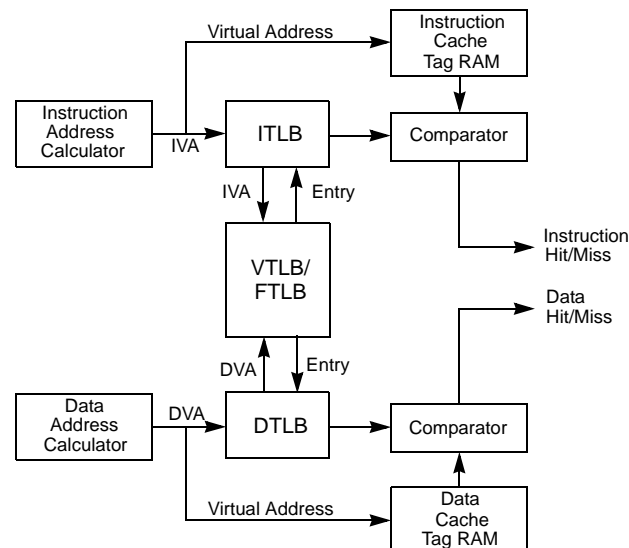 Virtual Address
Instruction
Cache
Tag RAM
Instruction
Address
Calculator
IVA
ITLB
Comparator
IVA
Entry
Instruction
Hit/Miss
VTLB/
FTLB
Data
Hit/Miss
DVA
Entry
Data
Address
Calculator
DVA
DTLB
Comparator
Virtual Address
Data
Cache
Tag RAM